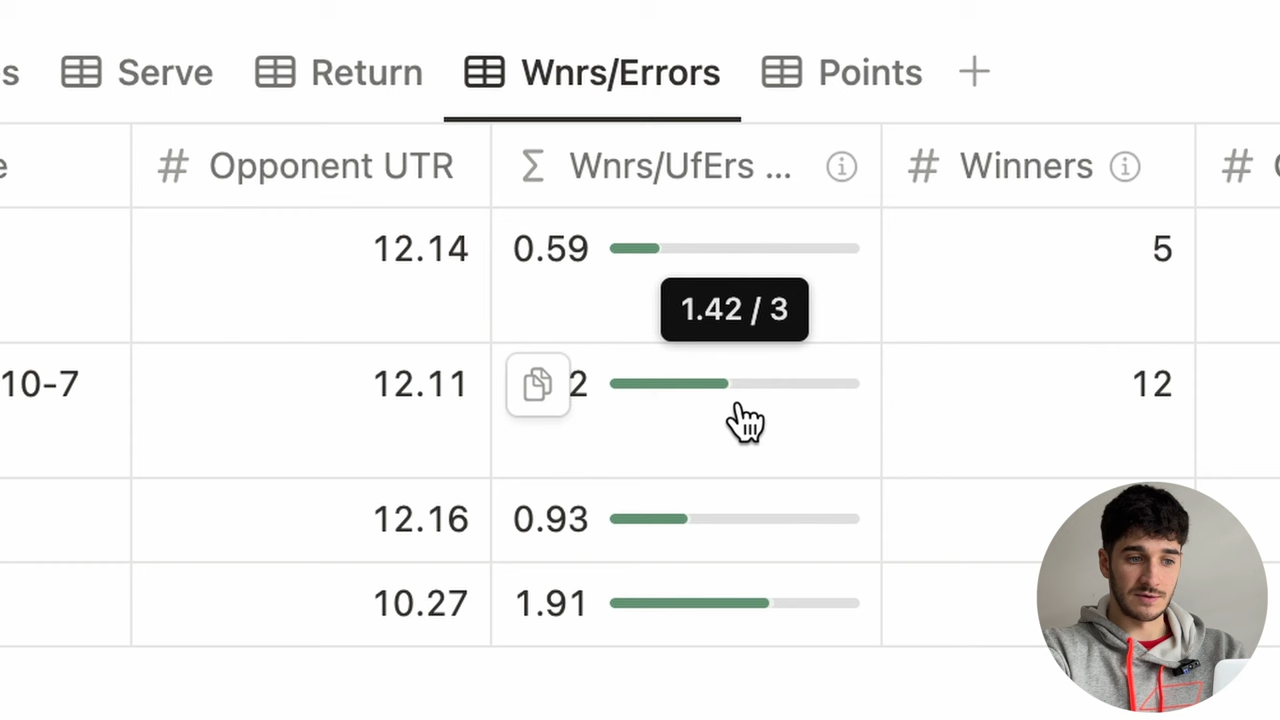 s Serve Return Wnrs/Errors Points
e # Opponent UTR Σ Wnrs/UfErs ... Winners #
12.14 0.59 5
1.42 / 3
10-7 12.11 2 12
12.16 0.93
10.27 1.91